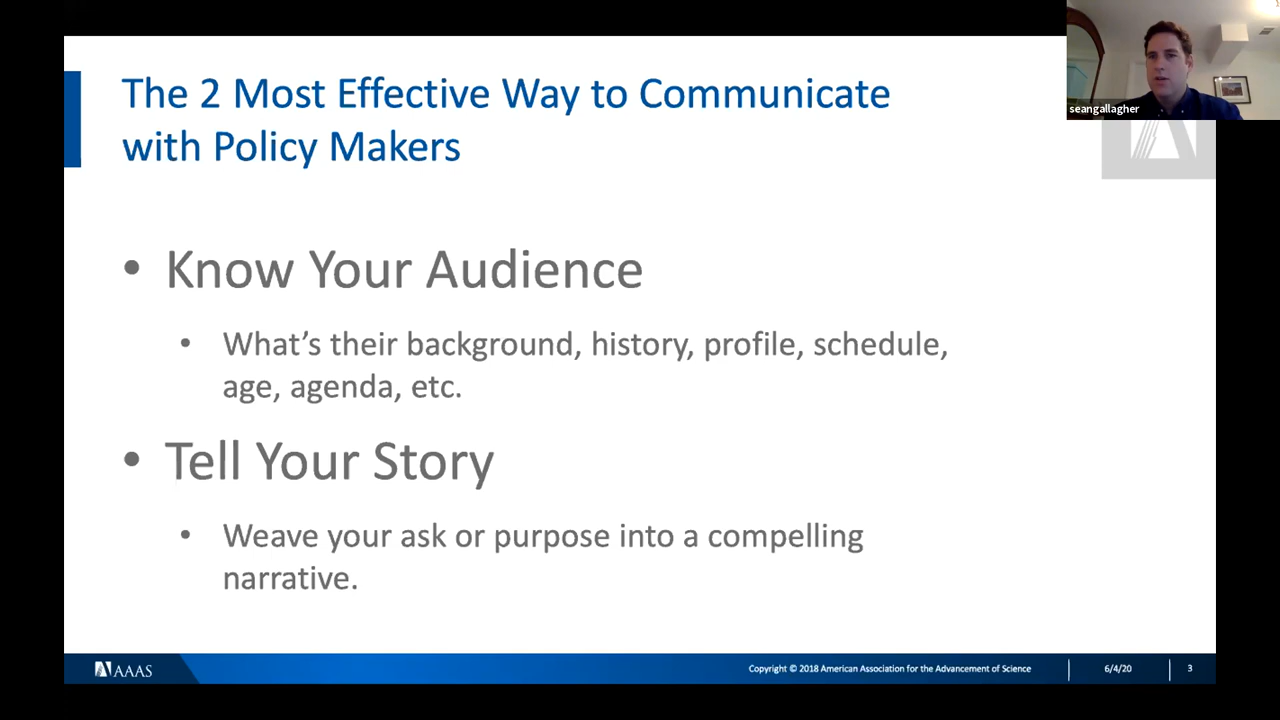 The 2 Most Effective Way to Communicate
with Policy Makers
seangallagher
• Know Your Audience
• What's their background, history, profile, schedule,
age, agenda, etc.
• Tell Your Story
• Weave your ask or purpose into a compelling
narrative.
AAAS
Copyright © 2018 American Association for the Advancement of Science
6/4/20
3